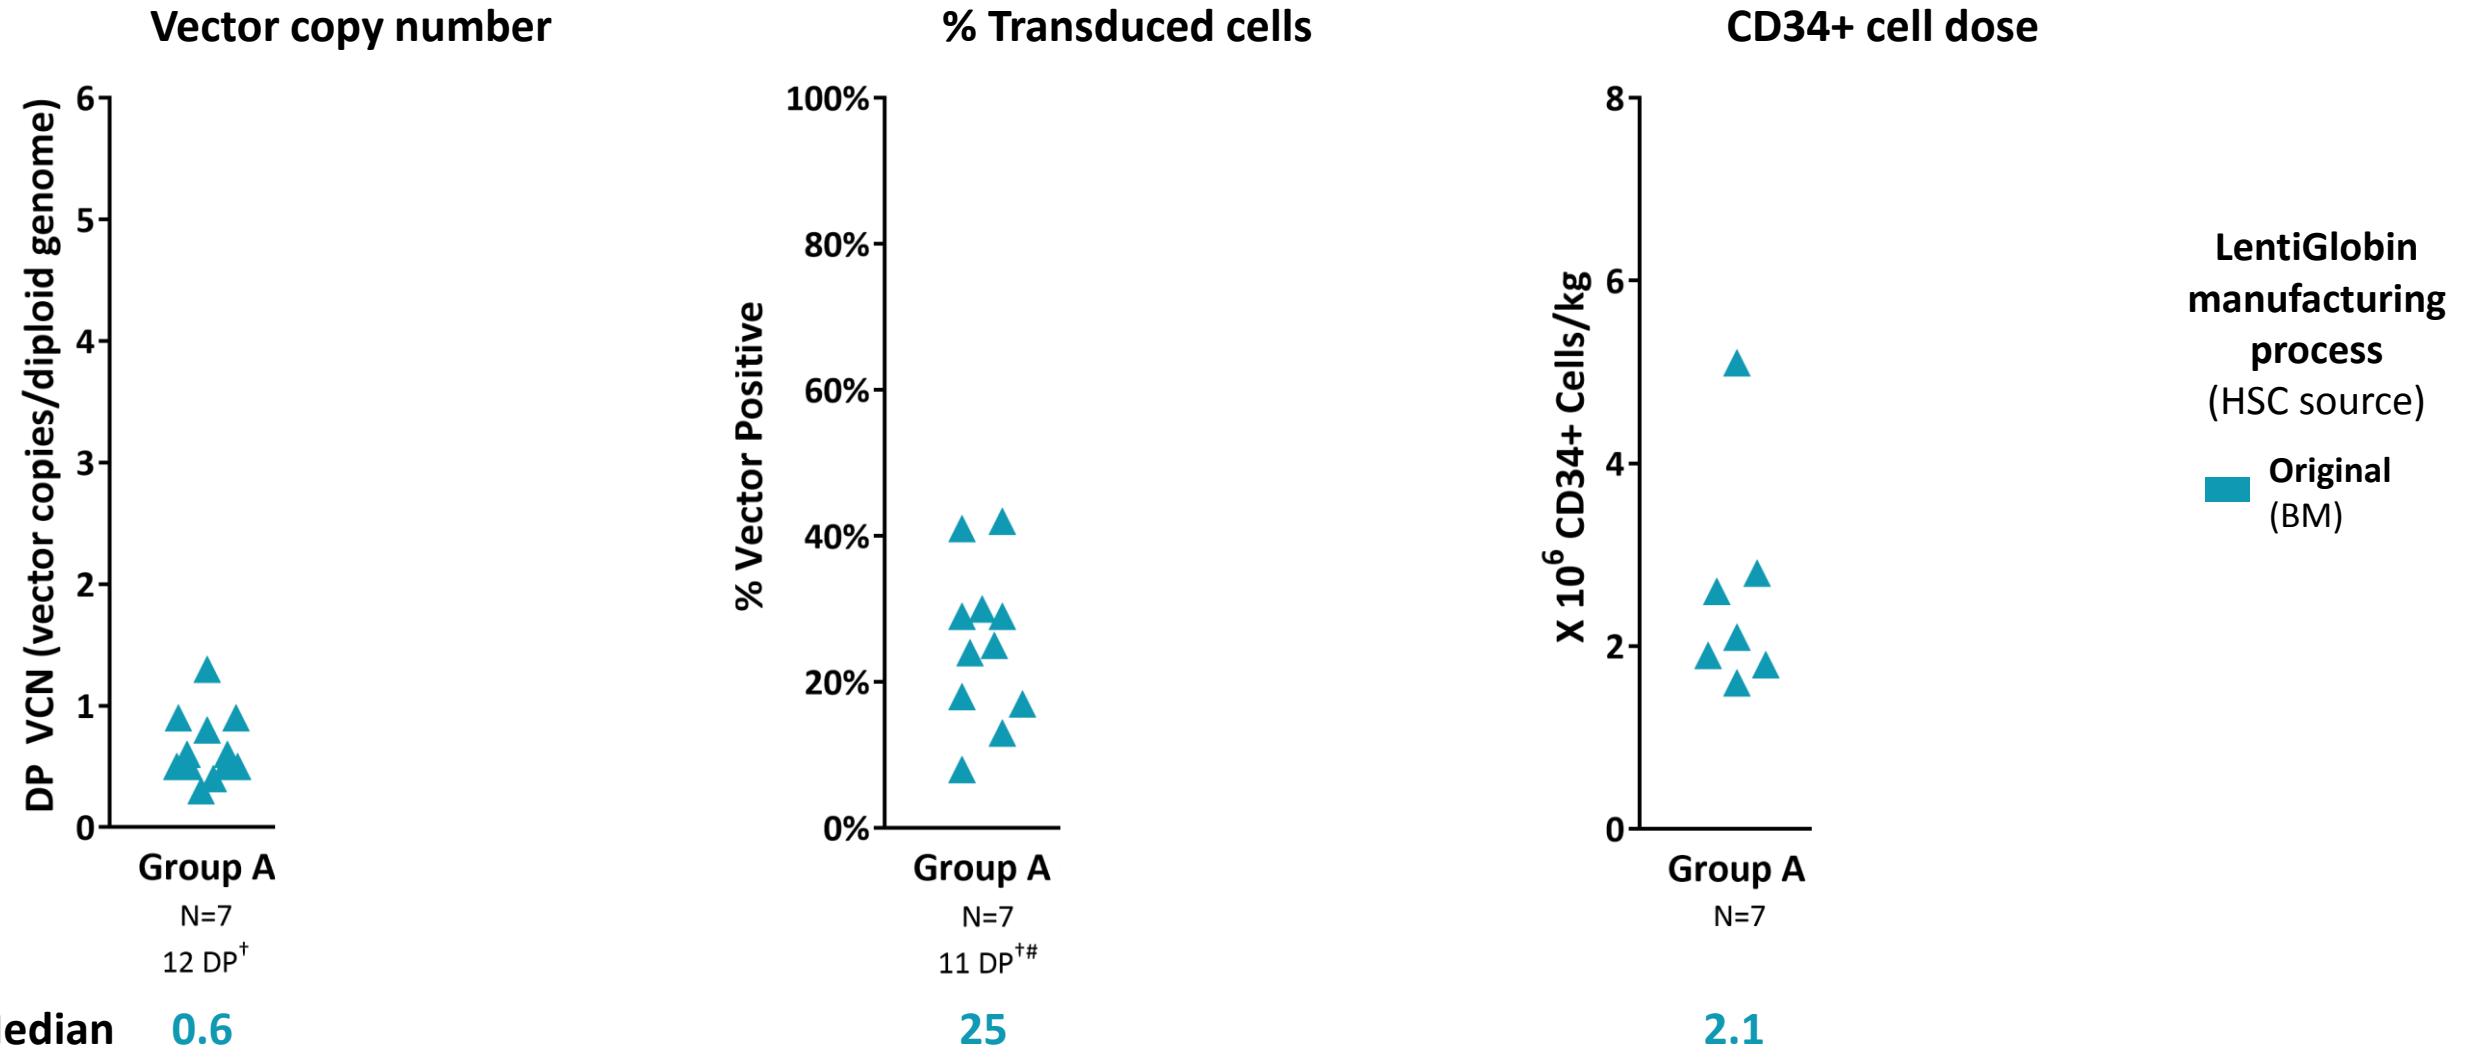 Vector copy number
% Transduced cells
CD34+ cell dose
DP VCN (vector copies/diploid genome)
6
5
4
3
2
1
0
Group A
N=7
12 DP†
% Vector Positive
100%
80%
60%
40%
20%
0%
Group A
N=7
11 DP†#
X 10⁶ CD34+ Cells/kg
8
6
4
2
0
Group A
N=7
LentiGlobin
manufacturing
process
(HSC source)
Original
(BM)
edian 0.6 25 2.1